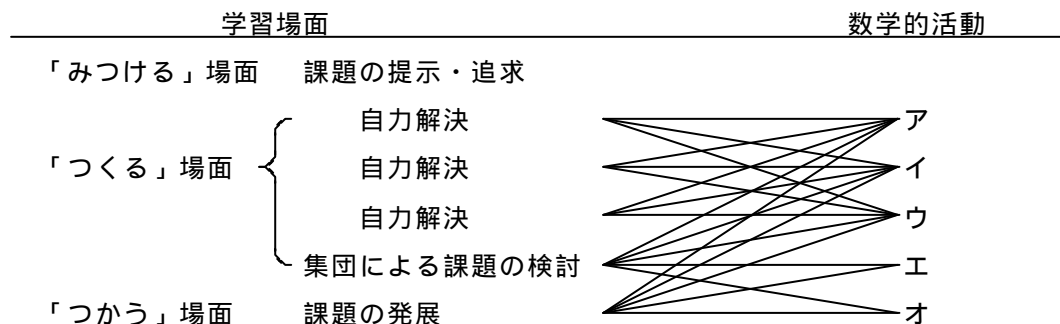 学習場面 数学的活動
「みつける」場面 課題の提示・追求
自力解決 ア
「つくる」場面 自力解決 イ
自力解決 ウ
集団による課題の検討 エ
「つかう」場面 課題の発展 オ